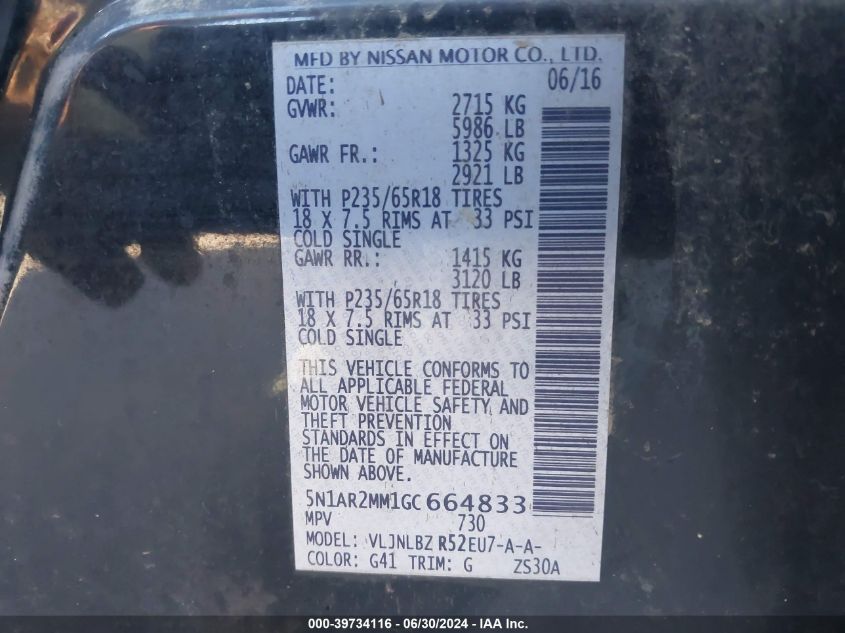 MFD BY NISSAN MOTOR CO., LTD.
DATE: 06/16
GVWR: 2715 KG
5986 LB
GAWR FR.: 1325 KG
2921 LB
WITH P235/65R18 TIRES
18 X 7.5 RIMS AT 33 PSI
COLD SINGLE
GAWR RR.: 1415 KG
3120 LB
WITH P235/65R18 TIRES
18 X 7.5 RIMS AT 33 PSI
COLD SINGLE
THIS VEHICLE CONFORMS TO
ALL APPLICABLE FEDERAL
MOTOR VEHICLE SAFETY, AND
THEFT PREVENTION
STANDARDS IN EFFECT ON
THE DATE OF MANUFACTURE
SHOWN ABOVE.
5N1AR2MM1GC664833
MPV 730
MODEL: VLJNLBZ R52EU7-A-A-
COLOR: G41 TRIM: G ZS30A
000-39734116 - 06/30/2024 - IAA Inc.